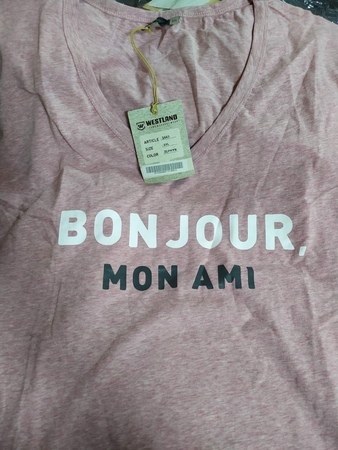 WESTLAND
ARTICLE
SIZE
COLOR
BONJOUR,
MON AMI